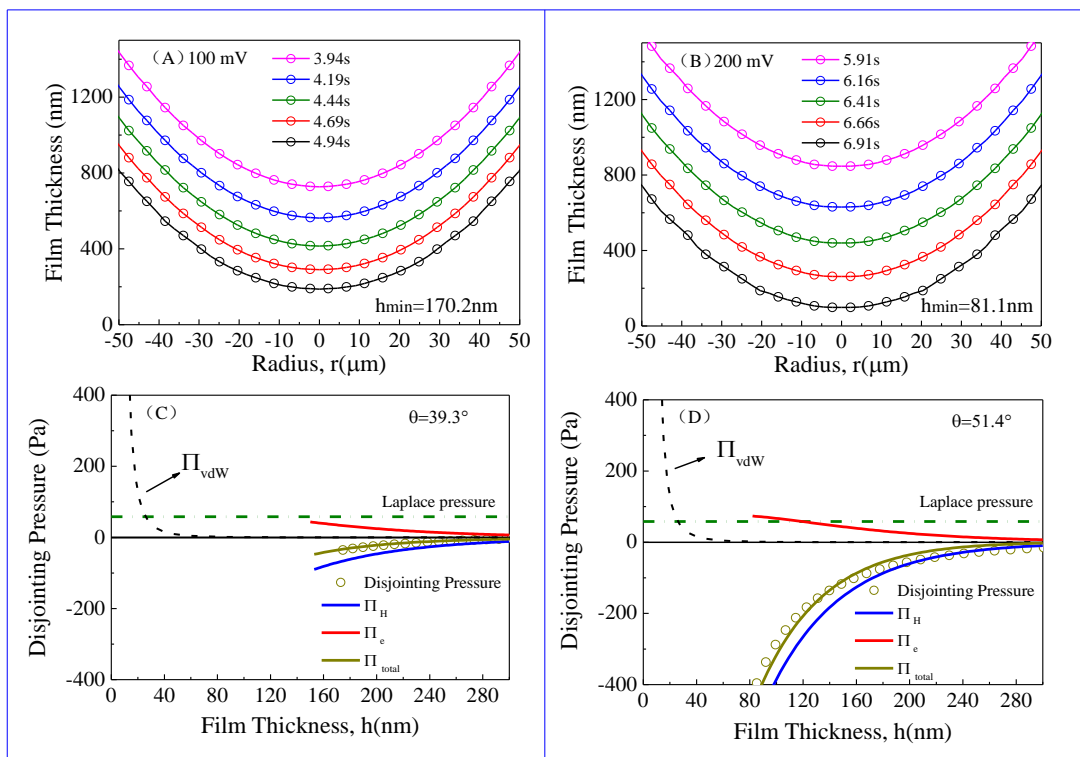 (A)100 mV
3.94s
4.19s
4.44s
4.69s
4.94s
1200
800
400
0
Film Thickness (nm)
hmin=170.2nm
-50 -40 -30 -20 -10 0 10 20 30 40 50
Radius, r(μm)
(B)200 mV
5.91s
6.16s
6.41s
6.66s
6.91s
1200
800
400
0
Film Thickness (nm)
hmin=81.1nm
-50 -40 -30 -20 -10 0 10 20 30 40 50
Radius, r(μm)
(C)
θ=39.3°
ΠvdW
Laplace pressure
Disjointing Pressure
ΠH
Πe
Πtotal
400
200
0
-200
-400
Disjointing Pressure (Pa)
0 40 80 120 160 200 240 280
Film Thickness, h(nm)
(D)
θ=51.4°
ΠvdW
Laplace pressure
Disjointing Pressure
ΠH
Πe
Πtotal
400
200
0
-200
-400
Disjointing Pressure (Pa)
0 40 80 120 160 200 240 280
Film Thickness, h(nm)